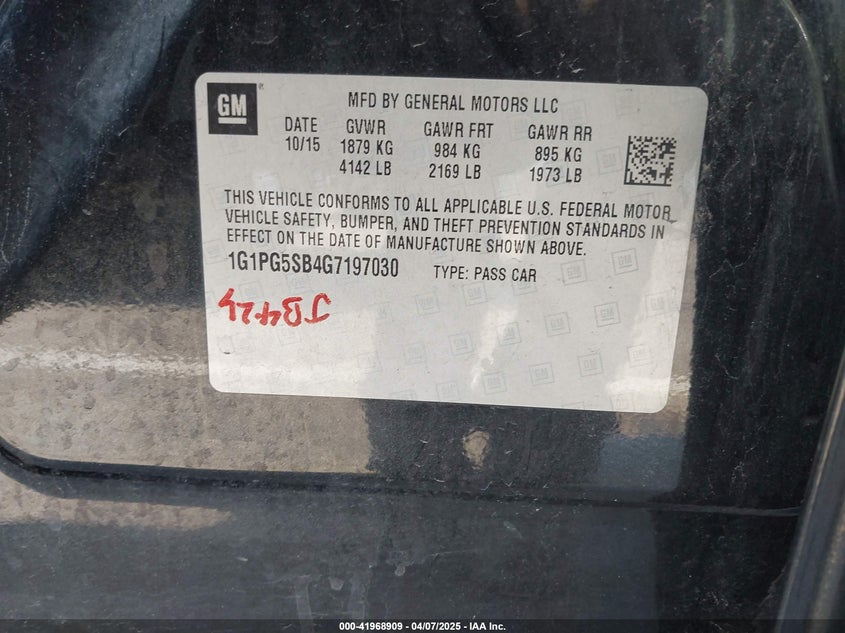 GM
MFD BY GENERAL MOTORS LLC
DATE GVWR GAWR FRT GAWR RR
10/15 1879 KG 984 KG 895 KG
4142 LB 2169 LB 1973 LB
THIS VEHICLE CONFORMS TO ALL APPLICABLE U.S. FEDERAL MOTOR
VEHICLE SAFETY, BUMPER, AND THEFT PREVENTION STANDARDS IN
EFFECT ON THE DATE OF MANUFACTURE SHOWN ABOVE.
1G1PG5SB4G7197030 TYPE: PASS CAR
000-41968909 | 04/07/2025 - IAA Inc.